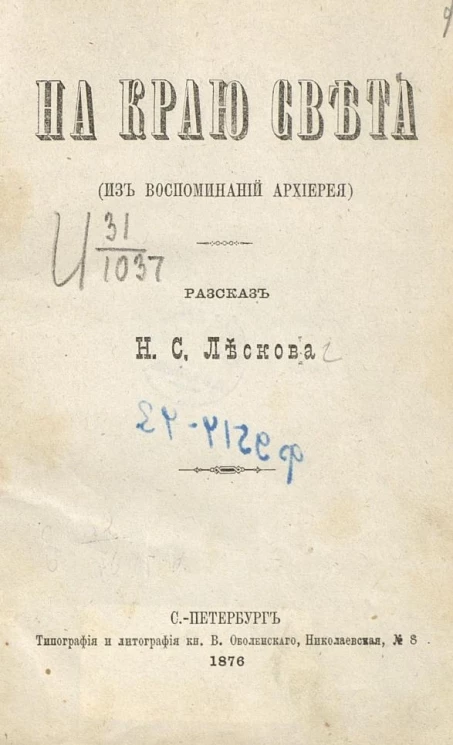 НА КРАЮ СВѢТА
(ИЗЪ ВОСПОМИНАНІЙ АРХІЕРЕЯ)
И 31/1037
РАЗСКАЗЪ
Н. С. Лѣскова
С.-ПЕТЕРБУРГЪ
Типографія и литографія кн. В. Оболенскаго, Николаевская, № 8
1876